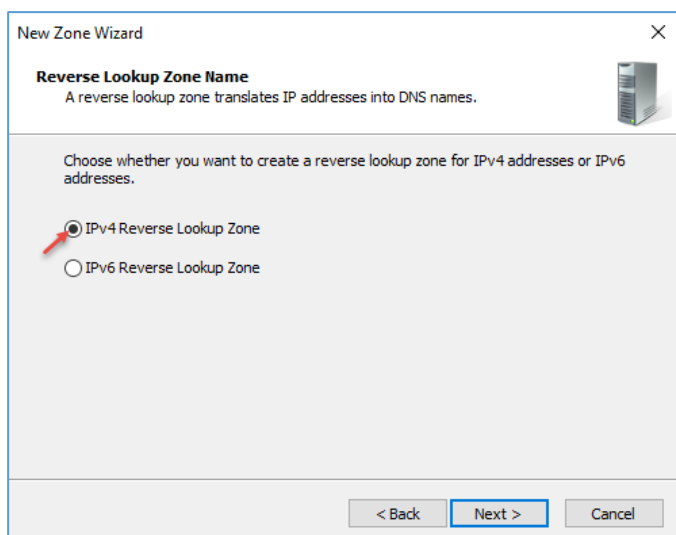 New Zone Wizard
Reverse Lookup Zone Name
A reverse lookup zone translates IP addresses into DNS names.
Choose whether you want to create a reverse lookup zone for IPv4 addresses or IPv6
addresses.
IPv4 Reverse Lookup Zone
IPv6 Reverse Lookup Zone
< Back Next > Cancel